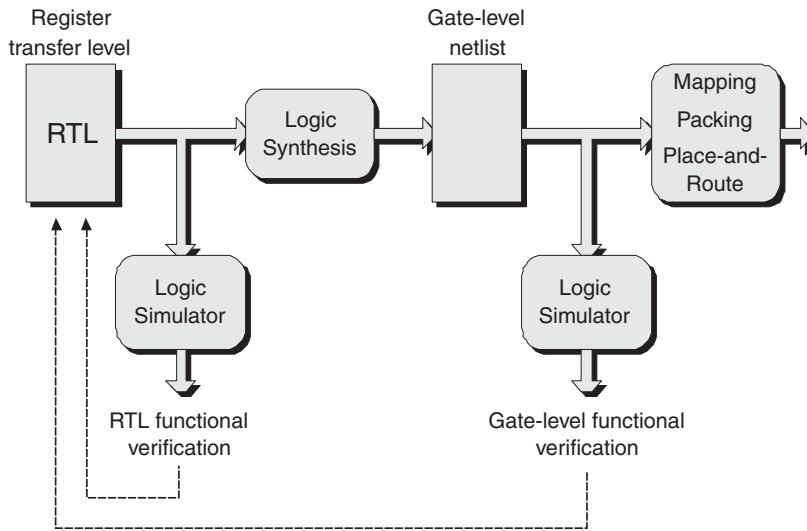 Register
transfer level
Gate-level
netlist
RTL
Logic
Synthesis
Mapping
Packing
Place-and-
Route
Logic
Simulator
Logic
Simulator
RTL functional
verification
Gate-level functional
verification